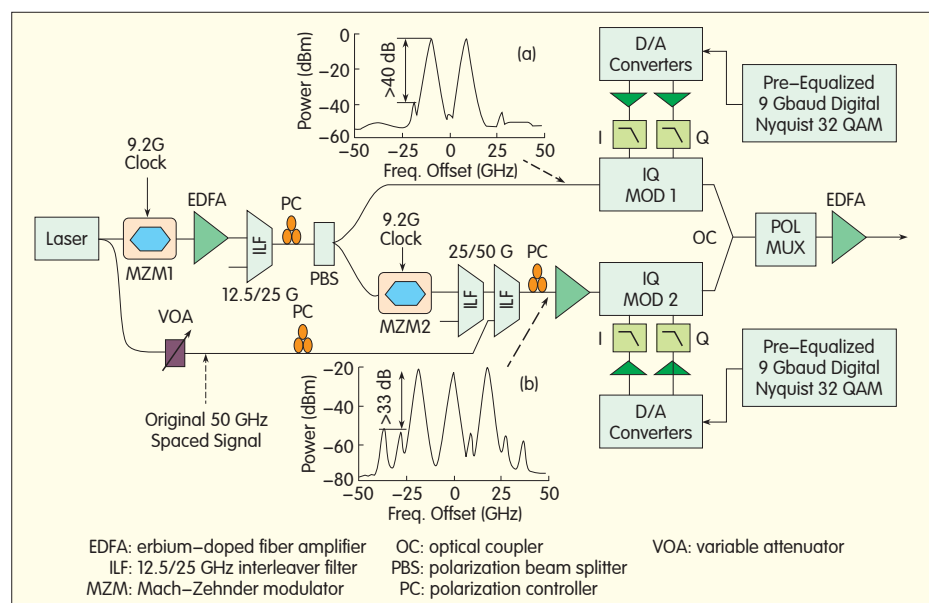 0
−20
−40
−60
Power (dBm)
>40 dB
(a)
−50
−25
0
25
50
Freq. Offset (GHz)
D/A
Converters
Pre−Equalized
9 Gbaud Digital
Nyquist 32 QAM
I
Q
IQ
MOD 1
9.2G
Clock
Laser
MZM1
EDFA
ILF
12.5/25 G
PC
PBS
9.2G
Clock
MZM2
25/50 G
ILF
ILF
PC
OC
POL
MUX
EDFA
IQ
MOD 2
I
Q
D/A
Converters
Pre−Equalized
9 Gbaud Digital
Nyquist 32 QAM
VOA
PC
Original 50 GHz
Spaced Signal
−20
−40
−60
−80
Power (dBm)
>33 dB
(b)
−50
−25
0
25
50
Freq. Offset (GHz)
EDFA: erbium−doped fiber amplifier
OC: optical coupler
VOA: variable attenuator
ILF: 12.5/25 GHz interleaver filter
PBS: polarization beam splitter
MZM: Mach−Zehnder modulator
PC: polarization controller